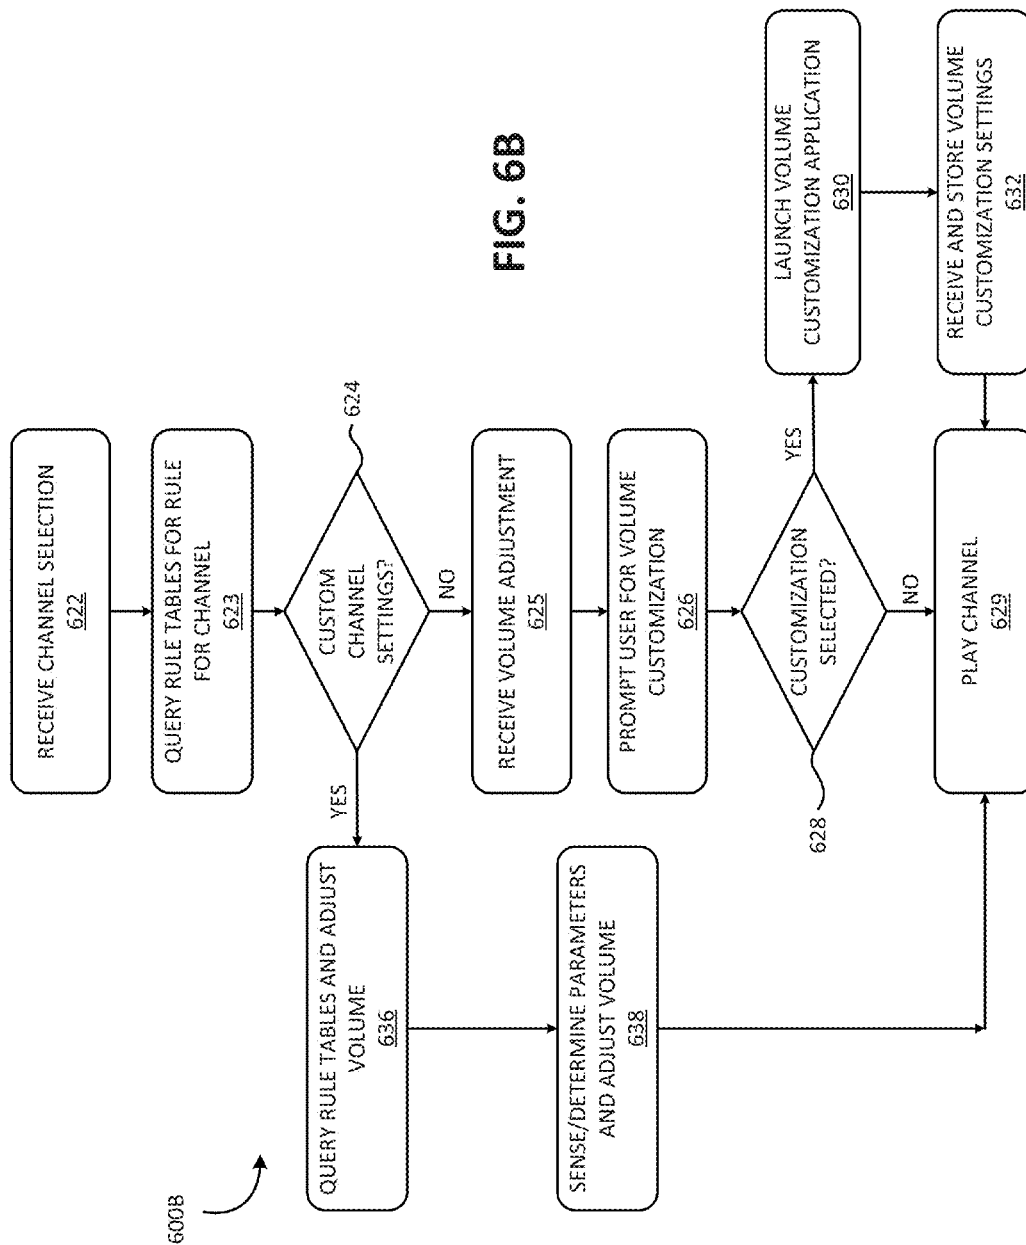 600B
RECEIVE CHANNEL SELECTION
622
QUERY RULE TABLES FOR RULE
FOR CHANNEL
623
624
CUSTOM
CHANNEL
SETTINGS?
YES
NO
QUERY RULE TABLES AND ADJUST
VOLUME
636
RECEIVE VOLUME ADJUSTMENT
625
SENSE/DETERMINE PARAMETERS
AND ADJUST VOLUME
638
PROMPT USER FOR VOLUME
CUSTOMIZATION
626
628
CUSTOMIZATION
SELECTED?
YES
NO
LAUNCH VOLUME
CUSTOMIZATION APPLICATION
630
PLAY CHANNEL
629
RECEIVE AND STORE VOLUME
CUSTOMIZATION SETTINGS
632
FIG. 6B